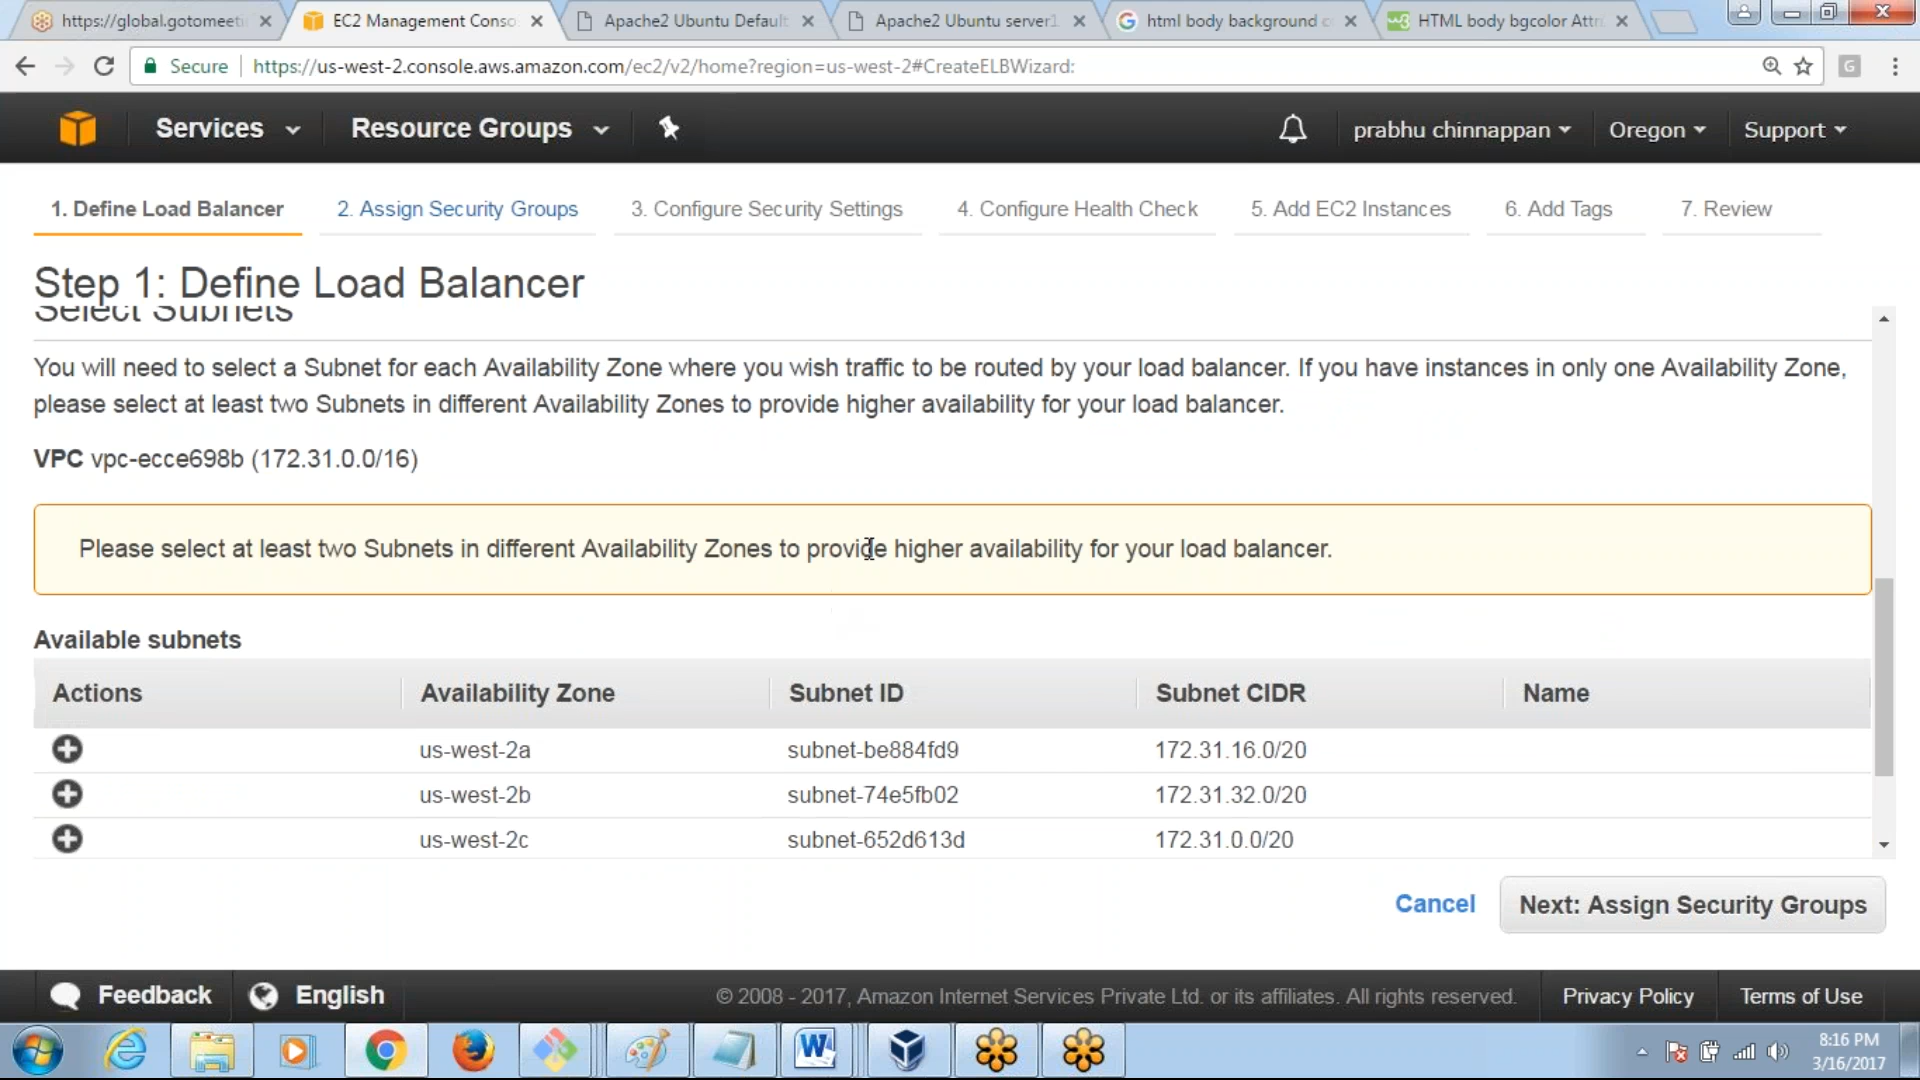 https://global.gotomeeti
EC2 Management Conso
Apache2 Ubuntu Default
Apache2 Ubuntu server1
html body background c
HTML body bgcolor Attri
Secure
https://us-west-2.console.aws.amazon.com/ec2/v2/home?region=us-west-2#CreateELBWizard:
Services
Resource Groups
prabhu chinnappan
Oregon
Support
1. Define Load Balancer
2. Assign Security Groups
3. Configure Security Settings
4. Configure Health Check
5. Add EC2 Instances
6. Add Tags
7. Review
Step 1: Define Load Balancer
Select Subnets
You will need to select a Subnet for each Availability Zone where you wish traffic to be routed by your load balancer. If you have instances in only one Availability Zone,
please select at least two Subnets in different Availability Zones to provide higher availability for your load balancer.
VPC vpc-ecce698b (172.31.0.0/16)
Please select at least two Subnets in different Availability Zones to provide higher availability for your load balancer.
Available subnets
Actions Availability Zone Subnet ID Subnet CIDR Name
us-west-2a subnet-be884fd9 172.31.16.0/20
us-west-2b subnet-74e5fb02 172.31.32.0/20
us-west-2c subnet-652d613d 172.31.0.0/20
Cancel
Next: Assign Security Groups
Feedback
English
© 2008 - 2017, Amazon Internet Services Private Ltd. or its affiliates. All rights reserved.
Privacy Policy
Terms of Use
8:16 PM
3/16/2017